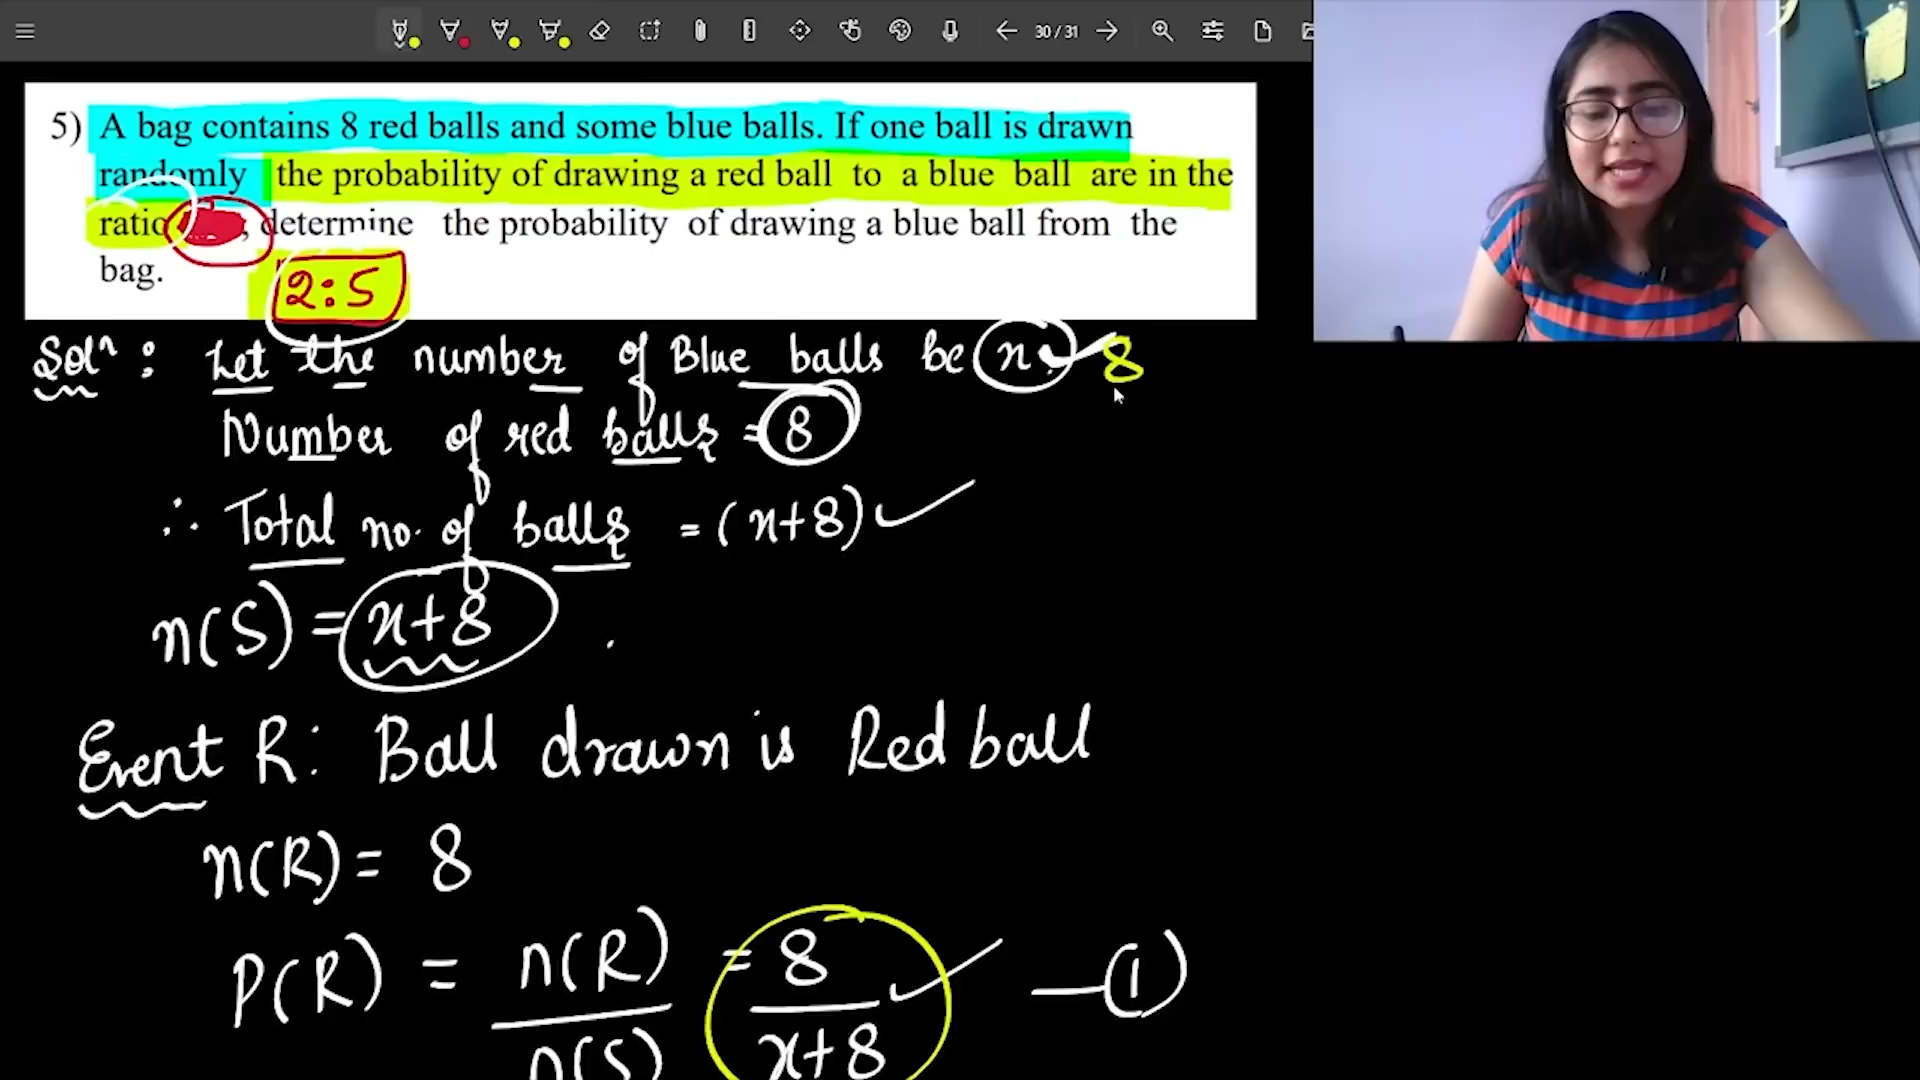 30/31
5) A bag contains 8 red balls and some blue balls. If one ball is drawn
randomly the probability of drawing a red ball to a blue ball are in the
ratio , determine the probability of drawing a blue ball from the
bag.
2:5
Solⁿ : Let the number of Blue balls be x. 8
Number of red balls = 8
∴ Total no. of balls = (x+8)
n(S) = x+8
Event R: Ball drawn is Red ball
n(R) = 8
P(R) = n(R) = 8 — (1)
n(S) x+8